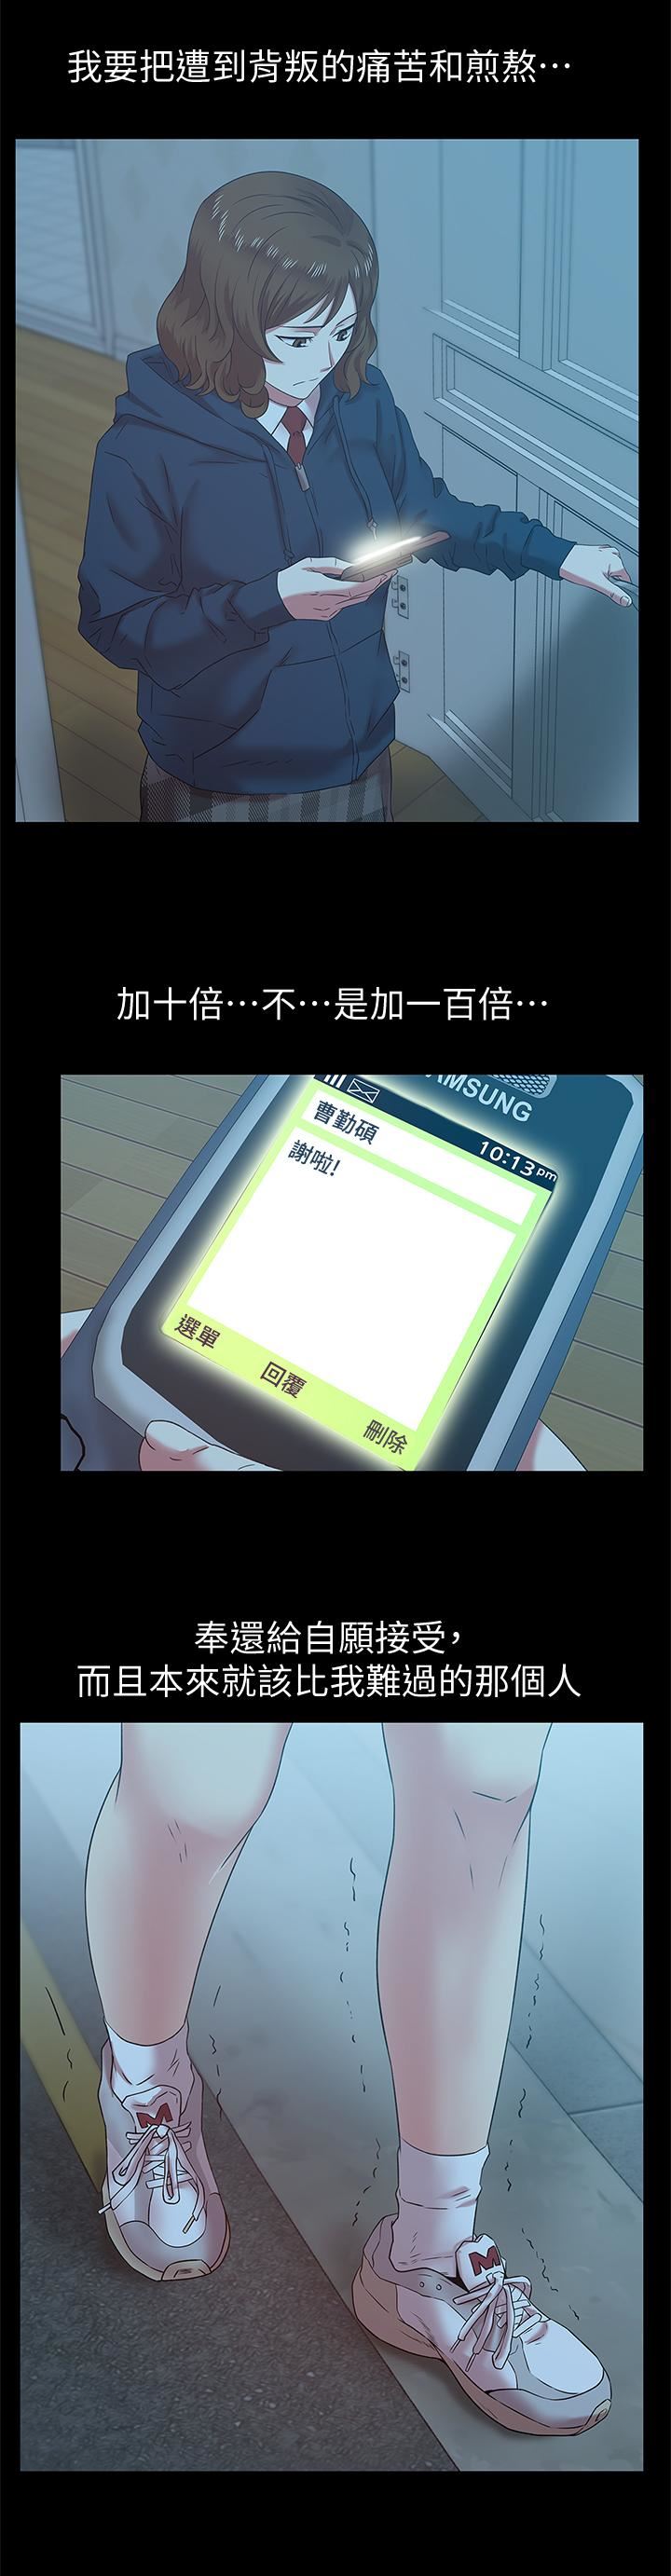 我要把遭到背叛的痛苦和煎熬…
加十倍…不…是加一百倍…
SAMSUNG
10:13pm
曹勤碩
謝啦!
選單
回覆
刪除
奉還給自願接受，
而且本來就該比我難過的那個人
M
M